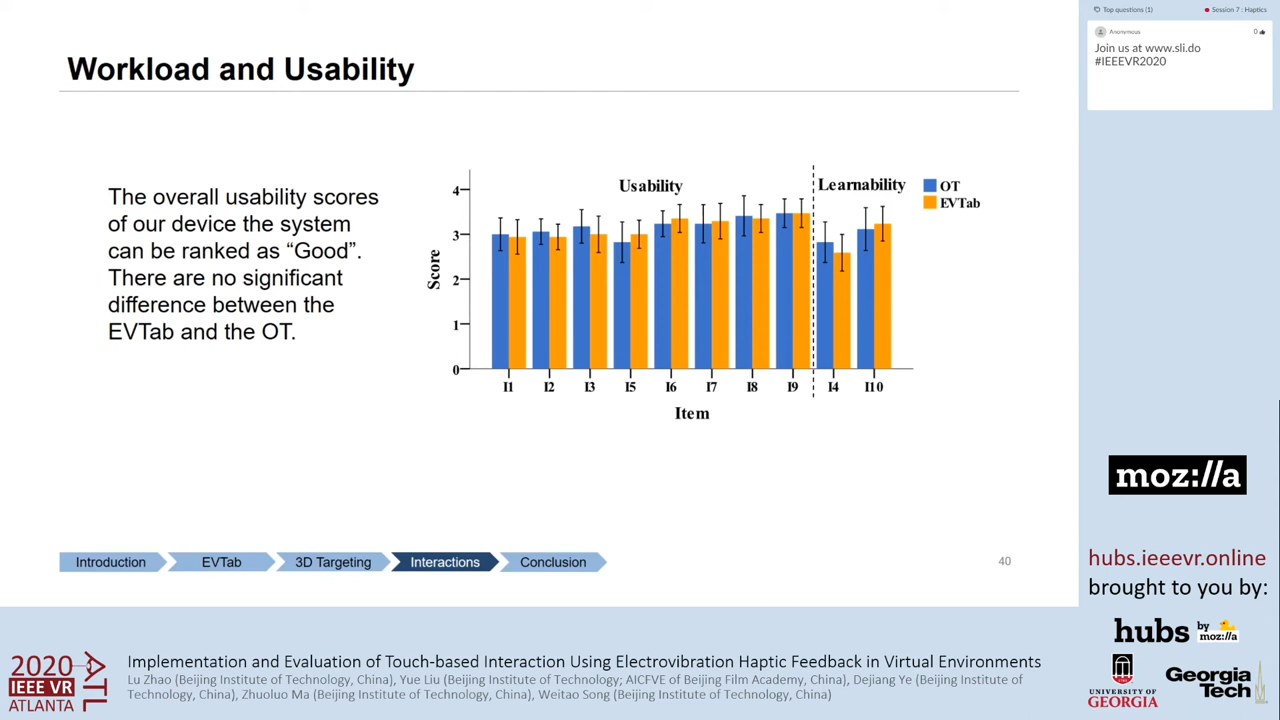 Workload and Usability
The overall usability scores
of our device the system
can be ranked as “Good”.
There are no significant
difference between the
EVTab and the OT.
Usability
Learnability
OT
EVTab
Score
4
3
2
1
0
I1 I2 I3 I5 I6 I7 I8 I9 I4 I10
Item
Introduction EVTab 3D Targeting Interactions Conclusion
40
Top questions (1) Session 7 : Haptics
Anonymous 0
Join us at www.sli.do
#IEEEVR2020
moz://a
hubs.ieeevr.online
brought to you by:
hubs by moz://a
UNIVERSITY OF
GEORGIA
Georgia
Tech
2020
IEEE VR
ATLANTA
ATL
Implementation and Evaluation of Touch-based Interaction Using Electrovibration Haptic Feedback in Virtual Environments
Lu Zhao (Beijing Institute of Technology, China), Yue Liu (Beijing Institute of Technology; AICFVE of Beijing Film Academy, China), Dejiang Ye (Beijing Institute of
Technology, China), Zhuoluo Ma (Beijing Institute of Technology, China), Weitao Song (Beijing Institute of Technology, China)